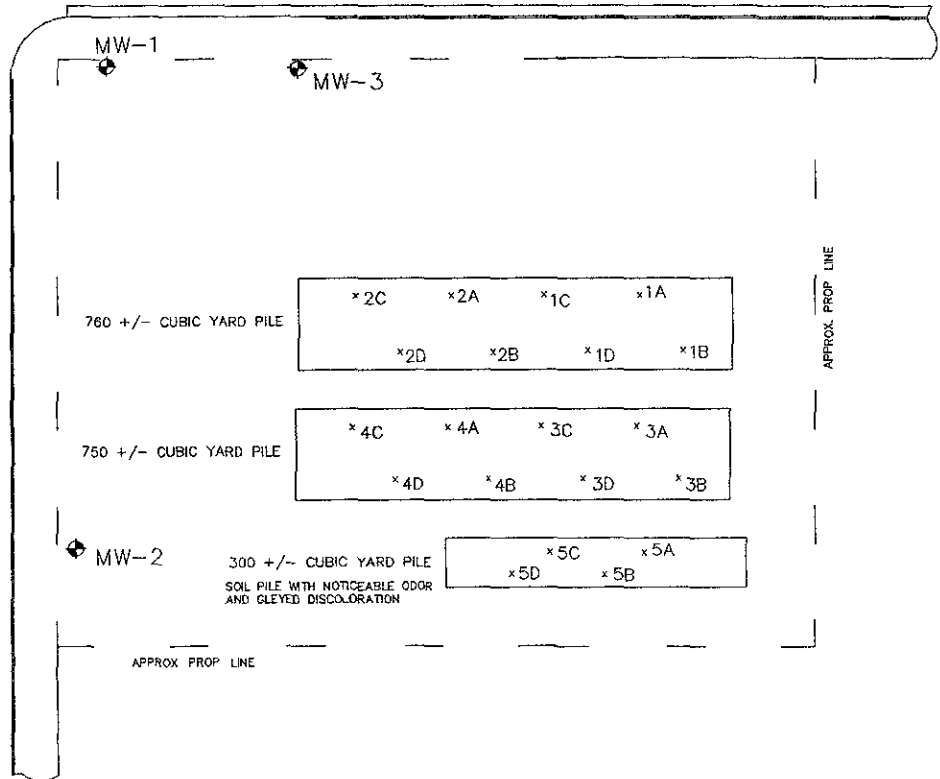 MW-1
MW-3
×2C ×2A ×1C ×1A
760 +/- CUBIC YARD PILE
×2D ×2B ×1D ×1B
APPROX. PROP LINE
×4C ×4A ×3C ×3A
750 +/- CUBIC YARD PILE
×4D ×4B ×3D ×3B
MW-2
300 +/- CUBIC YARD PILE
SOIL PILE WITH NOTICEABLE ODOR
AND GLEYED DISCOLORATION
×5C ×5A
×5D ×5B
APPROX PROP LINE